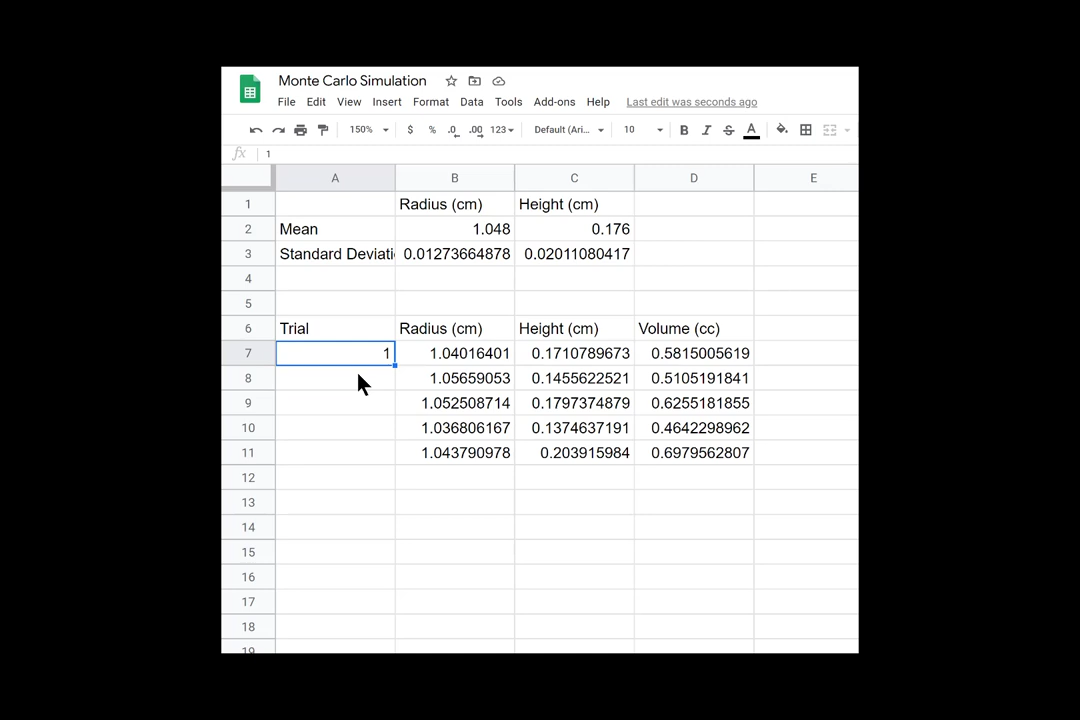 Monte Carlo Simulation
File Edit View Insert Format Data Tools Add-ons Help Last edit was seconds ago
150% $ % .0 .00 123 Default (Ari... 10 B I S A
fx 1
A B C D E
1 Radius (cm) Height (cm)
2 Mean 1.048 0.176
3 Standard Deviati 0.01273664878 0.02011080417
4
5
6 Trial Radius (cm) Height (cm) Volume (cc)
7 1 1.04016401 0.1710789673 0.5815005619
8 1.05659053 0.1455622521 0.5105191841
9 1.052508714 0.1797374879 0.6255181855
10 1.036806167 0.1374637191 0.4642298962
11 1.043790978 0.203915984 0.6979562807
12
13
14
15
16
17
18
19